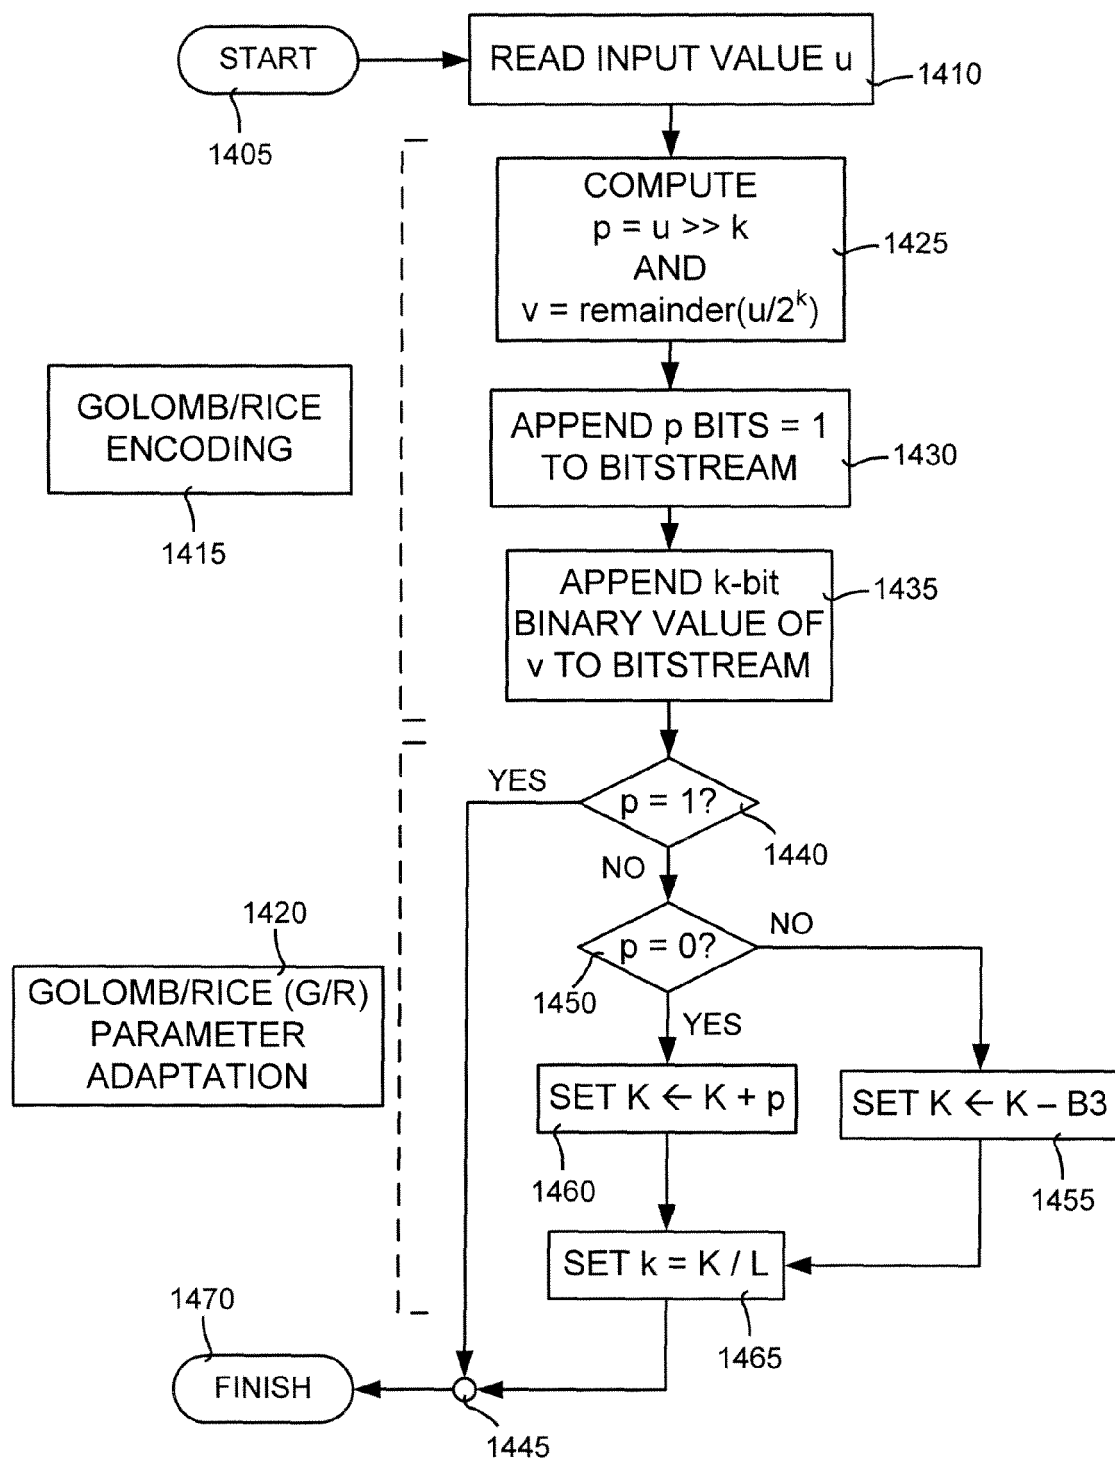 START
READ INPUT VALUE u
1410
1405
COMPUTE
p = u >> k
AND
v = remainder(u/2^k)
1425
GOLOMB/RICE
ENCODING
1415
APPEND p BITS = 1
TO BITSTREAM
1430
APPEND k-bit
BINARY VALUE OF
v TO BITSTREAM
1435
YES
p = 1?
1440
NO
p = 0?
NO
1450
YES
1420
GOLOMB/RICE (G/R)
PARAMETER
ADAPTATION
SET K ← K + p
SET K ← K – B3
1460
1455
SET k = K / L
1465
1470
FINISH
1445